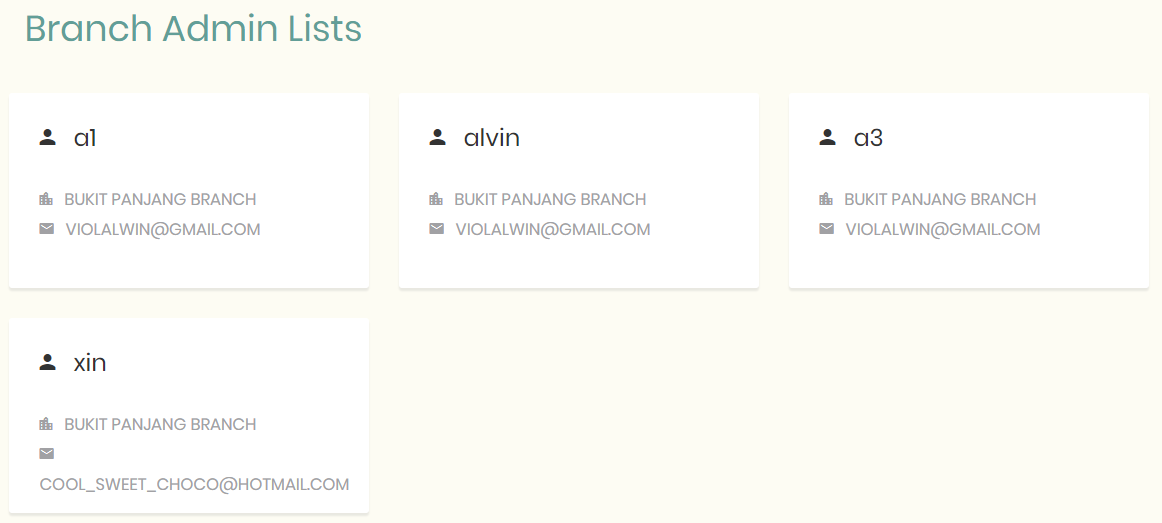 Branch Admin Lists
a1
BUKIT PANJANG BRANCH
VIOLALWIN@GMAIL.COM
alvin
BUKIT PANJANG BRANCH
VIOLALWIN@GMAIL.COM
a3
BUKIT PANJANG BRANCH
VIOLALWIN@GMAIL.COM
xin
BUKIT PANJANG BRANCH
COOL_SWEET_CHOCO@HOTMAIL.COM